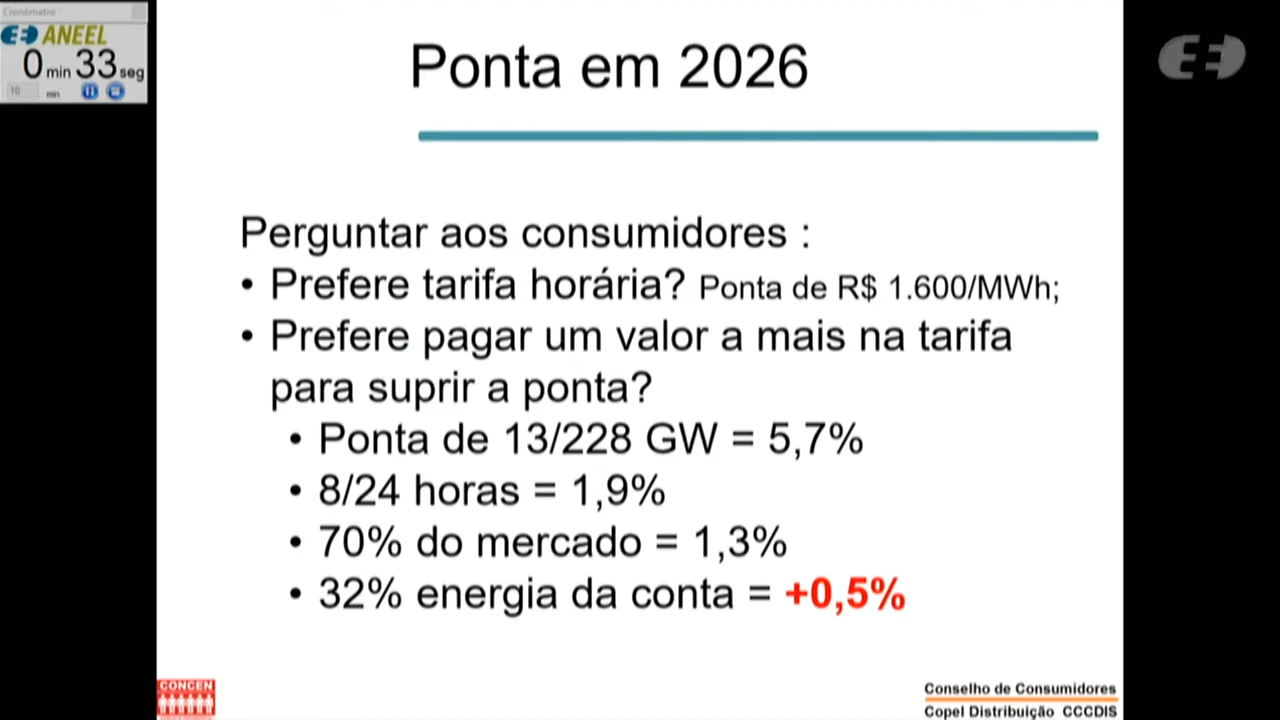 Cronômetro
ANEEL
0 min 33 seg
10 min
Ponta em 2026
Perguntar aos consumidores :
• Prefere tarifa horária? Ponta de R$ 1.600/MWh;
• Prefere pagar um valor a mais na tarifa
para suprir a ponta?
• Ponta de 13/228 GW = 5,7%
• 8/24 horas = 1,9%
• 70% do mercado = 1,3%
• 32% energia da conta = +0,5%
CONCEN
Conselho de Consumidores
Copel Distribuição CCCDIS